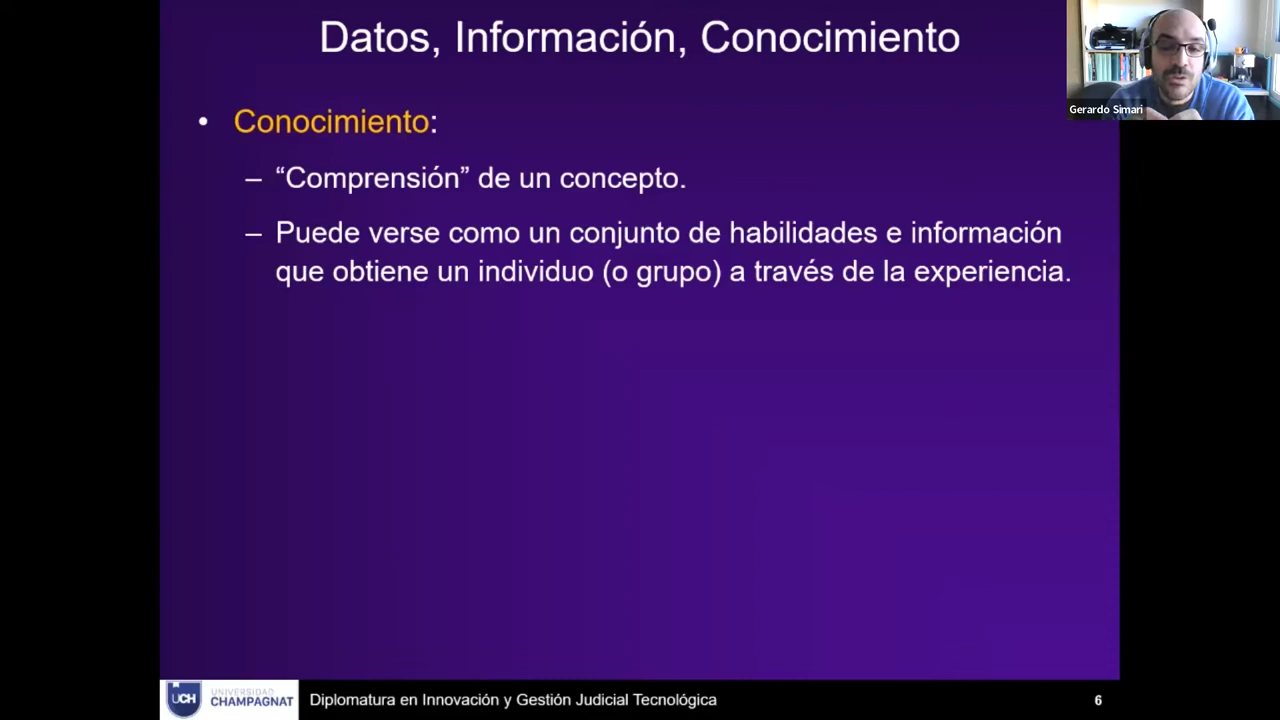 Datos, Información, Conocimiento
Gerardo Simari
• Conocimiento:
– “Comprensión” de un concepto.
– Puede verse como un conjunto de habilidades e información
que obtiene un individuo (o grupo) a través de la experiencia.
UCH
UNIVERSIDAD
CHAMPAGNAT
Diplomatura en Innovación y Gestión Judicial Tecnológica
6